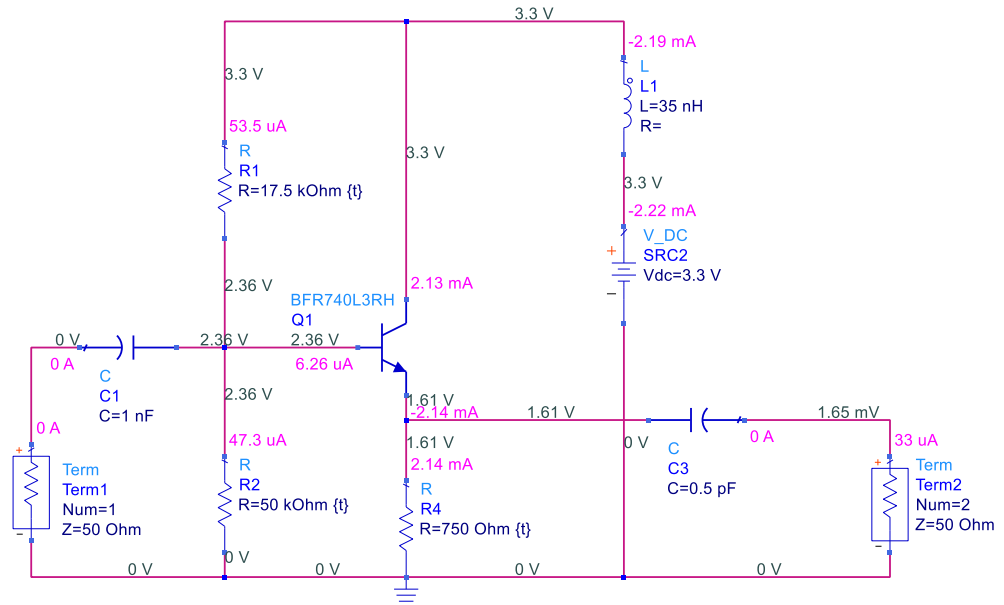 3.3 V
-2.19 mA
L
L1
L=35 nH
R=
3.3 V
53.5 uA
R
R1
R=17.5 kOhm {t}
3.3 V
3.3 V
-2.22 mA
+
V_DC
SRC2
Vdc=3.3 V
−
2.36 V
2.13 mA
BFR740L3RH
Q1
0 V
2.36 V
2.36 V
0 A
6.26 uA
C
C1
C=1 nF
2.36 V
1.61 V
-2.14 mA
1.61 V
1.65 mV
0 A
47.3 uA
1.61 V
0 V
0 A
33 uA
+
Term
Term1
Num=1
Z=50 Ohm
−
R
R2
R=50 kOhm {t}
2.14 mA
R
R4
R=750 Ohm {t}
C
C3
C=0.5 pF
+
Term
Term2
Num=2
Z=50 Ohm
−
0 V
0 V
0 V
0 V
0 V